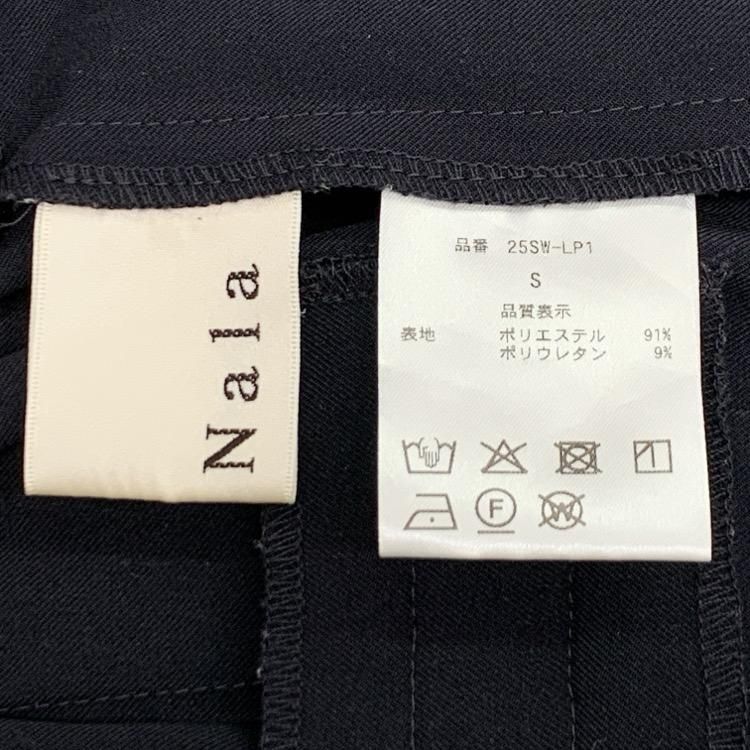 Nala
品番 25SW-LP1
S
品質表示
表地 ポリエステル 91%
ポリウレタン 9%
F
W